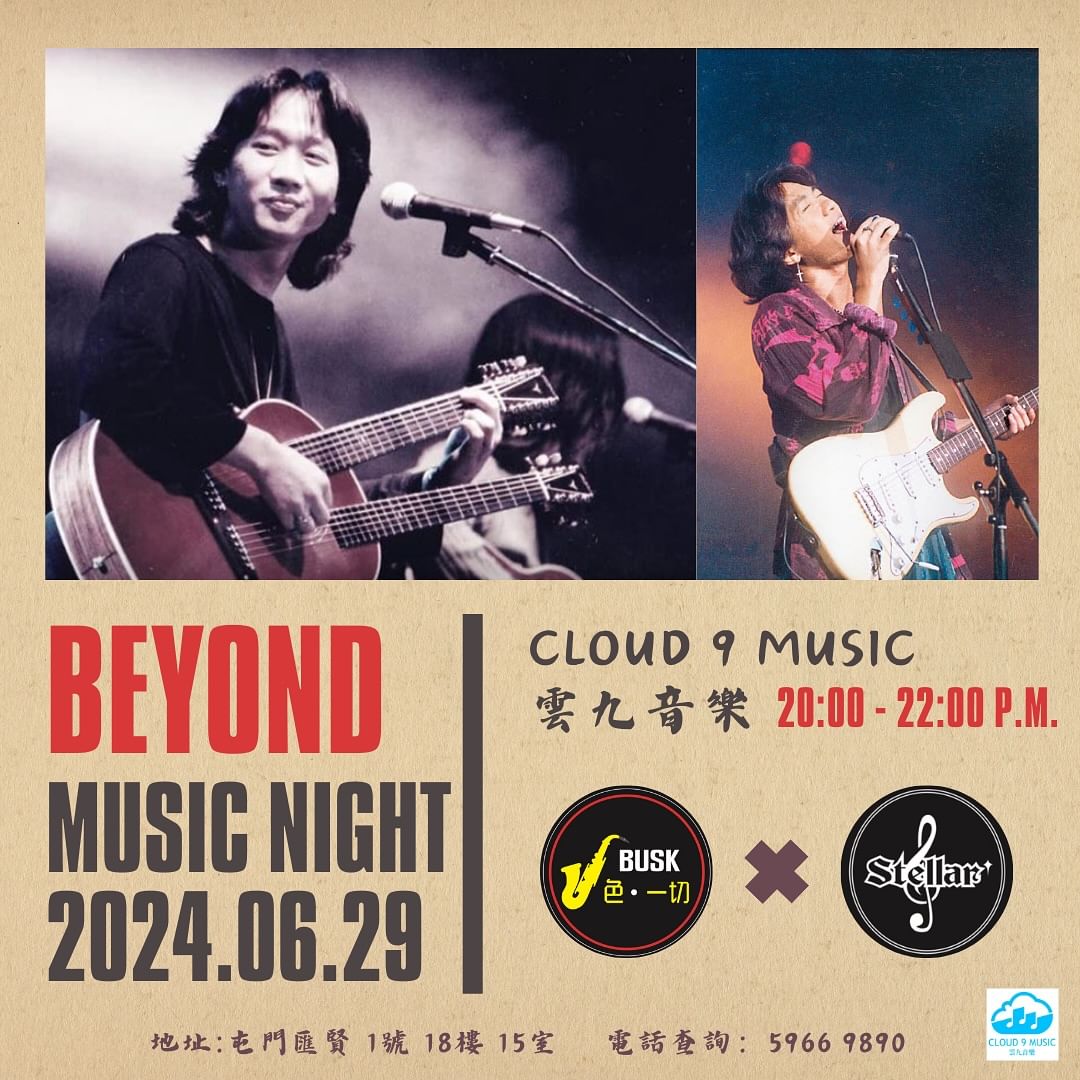 BEYOND
MUSIC NIGHT
2024.06.29
CLOUD 9 MUSIC
雲九音樂 20:00 - 22:00 P.M.
BUSK
色·一切
Stellar
地址:屯門匯賢 1號 18樓 15室 電話查詢: 5966 9890
CLOUD 9 MUSIC
雲九音樂